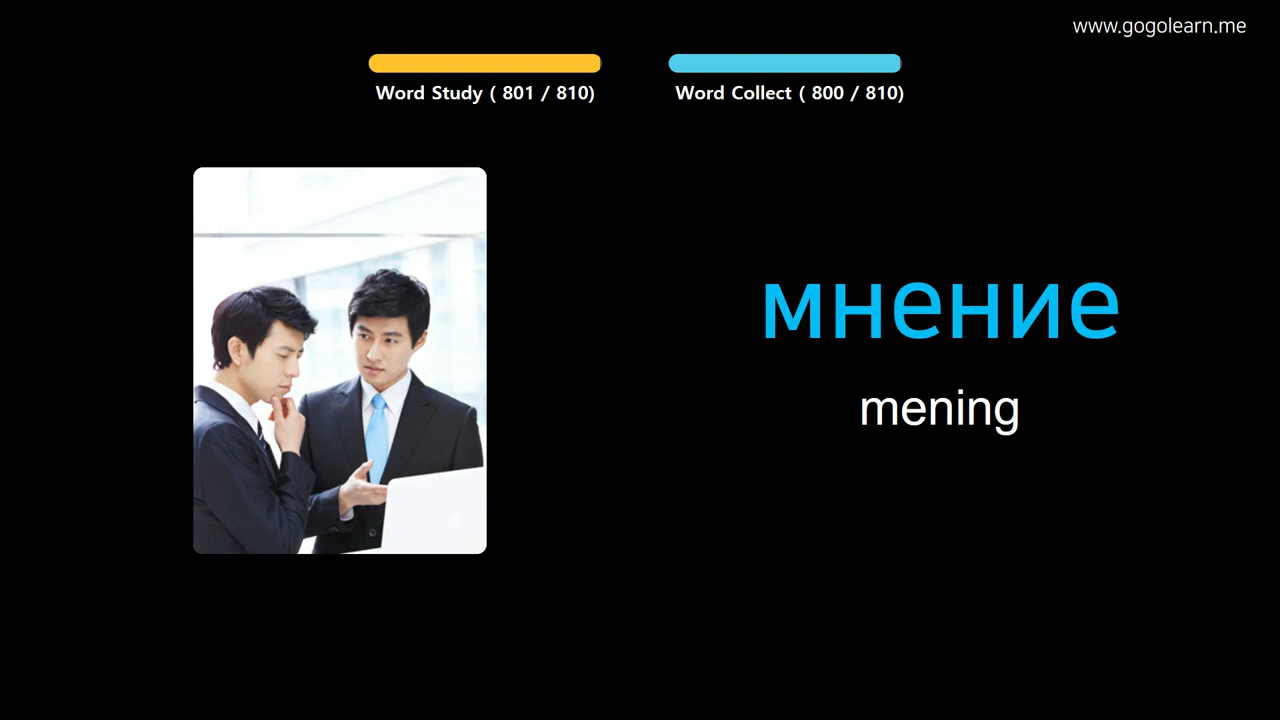 www.gogolearn.me
Word Study ( 801 / 810)
Word Collect ( 800 / 810)
мнение
mening